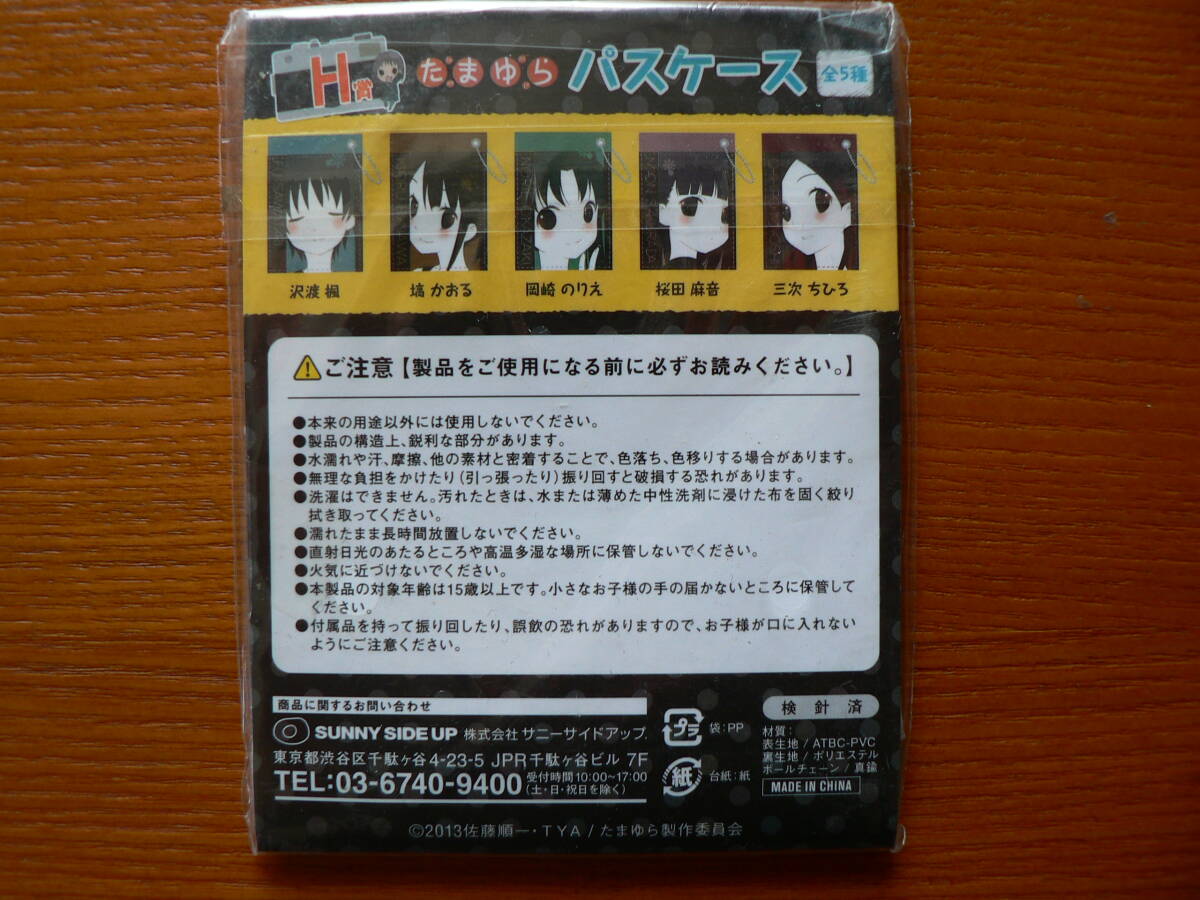 H賞 たまゆら パスケース 全5種
沢渡 楓 塙 かおる 岡崎 のりえ 桜田 麻音 三次 ちひろ
ご注意【製品をご使用になる前に必ずお読みください。】
●本来の用途以外には使用しないでください。
●製品の構造上、鋭利な部分があります。
●水濡れや汗、摩擦、他の素材と密着することで、色落ち、色移りする場合があります。
●無理な負担をかけたり(引っ張ったり)振り回すと破損する恐れがあります。
●洗濯はできません。汚れたときは、水または薄めた中性洗剤に浸けた布を固く絞り
拭き取ってください。
●濡れたまま長時間放置しないでください。
●直射日光のあたるところや高温多湿な場所に保管しないでください。
●火気に近づけないでください。
●本製品の対象年齢は15歳以上です。小さなお子様の手の届かないところに保管して
ください。
●付属品を持って振り回したり、誤飲の恐れがありますので、お子様が口に入れない
ようにご注意ください。
商品に関するお問い合わせ
SUNNY SIDE UP 株式会社 サニーサイドアップ
東京都渋谷区千駄ヶ谷4-23-5 JPR千駄ヶ谷ビル 7F
TEL:03-6740-9400 受付時間10:00~17:00
(土・日・祝日を除く)
プラ 袋:PP
紙 台紙:紙
検針済
材質:
表生地 / ATBC-PVC
裏生地 / ポリエステル
ボールチェーン / 真鍮
MADE IN CHINA
©2013佐藤順一・TYA / たまゆら製作委員会